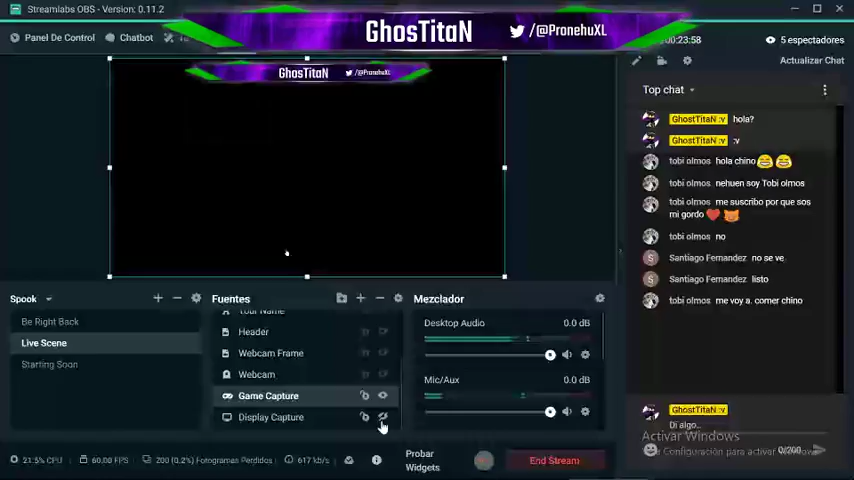 Streamlabs OBS - Version: 0.11.2
GhosTitaN
/@PronehuXL
Panel De Control
Chatbot
:23:58
5 espectadores
Actualizar Chat
GhosTitaN
/@PronehuXL
Top chat
GhostTitaN :v
hola?
GhostTitaN :v
:v
tobi olmos
hola chino
tobi olmos
nehuen soy Tobi olmos
tobi olmos
me suscribo por que sos
mi gordo
tobi olmos
no
S
Santiago Fernandez
no se ve
S
Santiago Fernandez
listo
tobi olmos
me voy a. comer chino
Spook
Be Right Back
Live Scene
Starting Soon
Fuentes
Your Name
Header
Webcam Frame
Webcam
Game Capture
Display Capture
Mezclador
Desktop Audio
0.0 dB
Mic/Aux
0.0 dB
GhostTitaN :v
Di algo..
0/200
Activar Windows
Configuración para activar Windows
21.5% CPU
60,00 FPS
200 (0,2%) Fotogramas Perdidos
617 kb/s
Probar
Widgets
End Stream